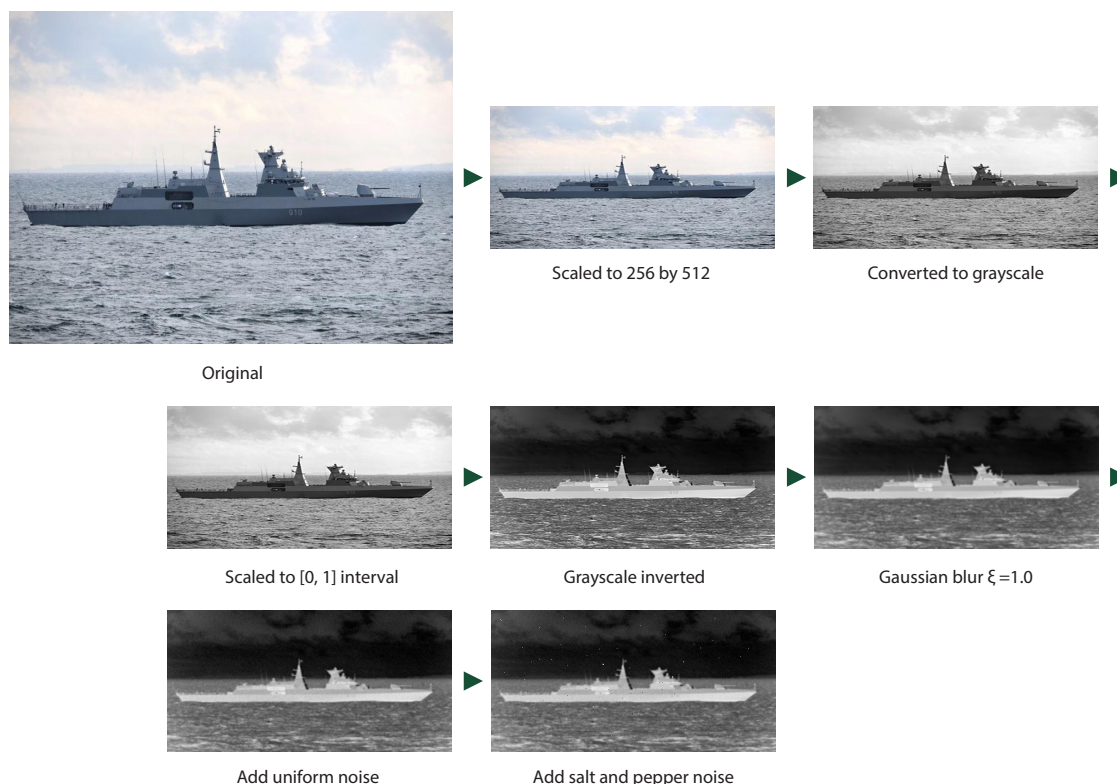 Scaled to 256 by 512
Converted to grayscale
Original
Scaled to [0, 1] interval
Grayscale inverted
Gaussian blur ξ =1.0
Add uniform noise
Add salt and pepper noise